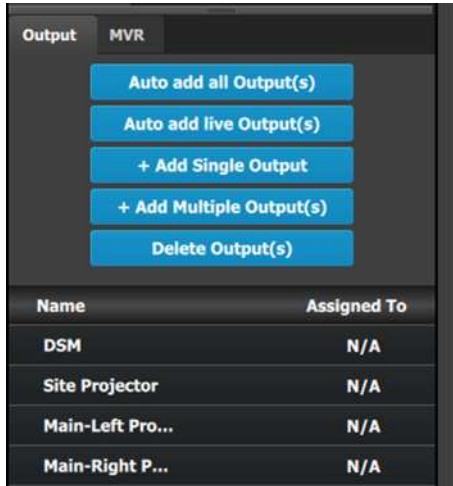 Output MVR
Auto add all Output(s)
Auto add live Output(s)
+ Add Single Output
+ Add Multiple Output(s)
Delete Output(s)
Name Assigned To
DSM N/A
Site Projector N/A
Main-Left Pro... N/A
Main-Right P... N/A